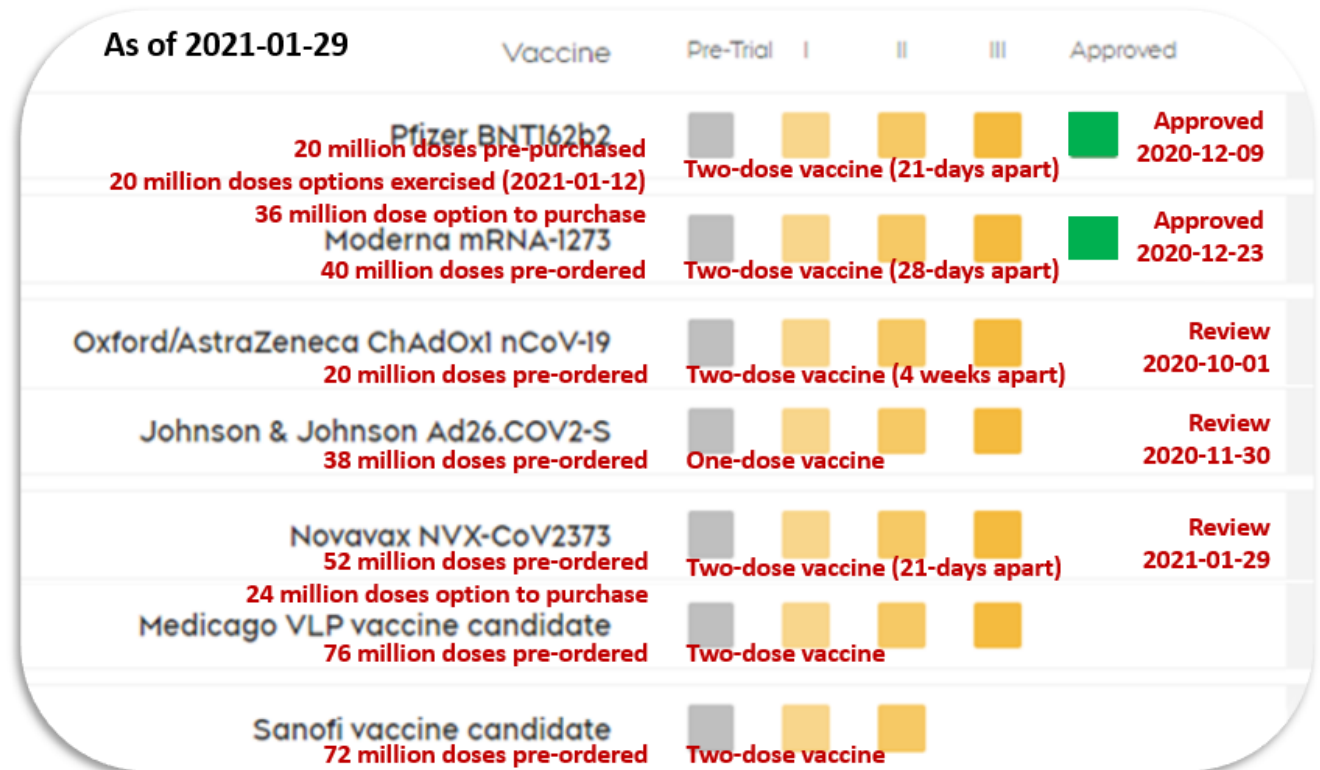 As of 2021-01-29 Vaccine Pre-Trial I II III Approved
Pfizer BNT162b2
20 million doses pre-purchased
20 million doses options exercised (2021-01-12)
36 million dose option to purchase
Two-dose vaccine (21-days apart)
Approved
2020-12-09
Moderna mRNA-1273
40 million doses pre-ordered
Two-dose vaccine (28-days apart)
Approved
2020-12-23
Oxford/AstraZeneca ChAdOx1 nCoV-19
20 million doses pre-ordered
Two-dose vaccine (4 weeks apart)
Review
2020-10-01
Johnson & Johnson Ad26.COV2-S
38 million doses pre-ordered
One-dose vaccine
Review
2020-11-30
Novavax NVX-CoV2373
52 million doses pre-ordered
24 million doses option to purchase
Two-dose vaccine (21-days apart)
Review
2021-01-29
Medicago VLP vaccine candidate
76 million doses pre-ordered
Two-dose vaccine
Sanofi vaccine candidate
72 million doses pre-ordered
Two-dose vaccine